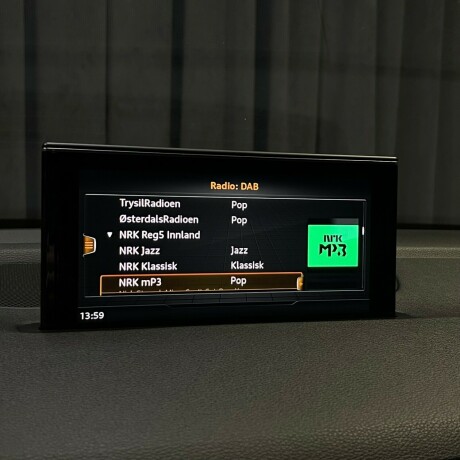 Radio: DAB
TrysilRadioen Pop
ØsterdalsRadioen Pop
▼ NRK Reg5 Innland
NRK Jazz Jazz
NRK Klassisk Klassisk
NRK mP3 Pop
NRK
MP3
13:59